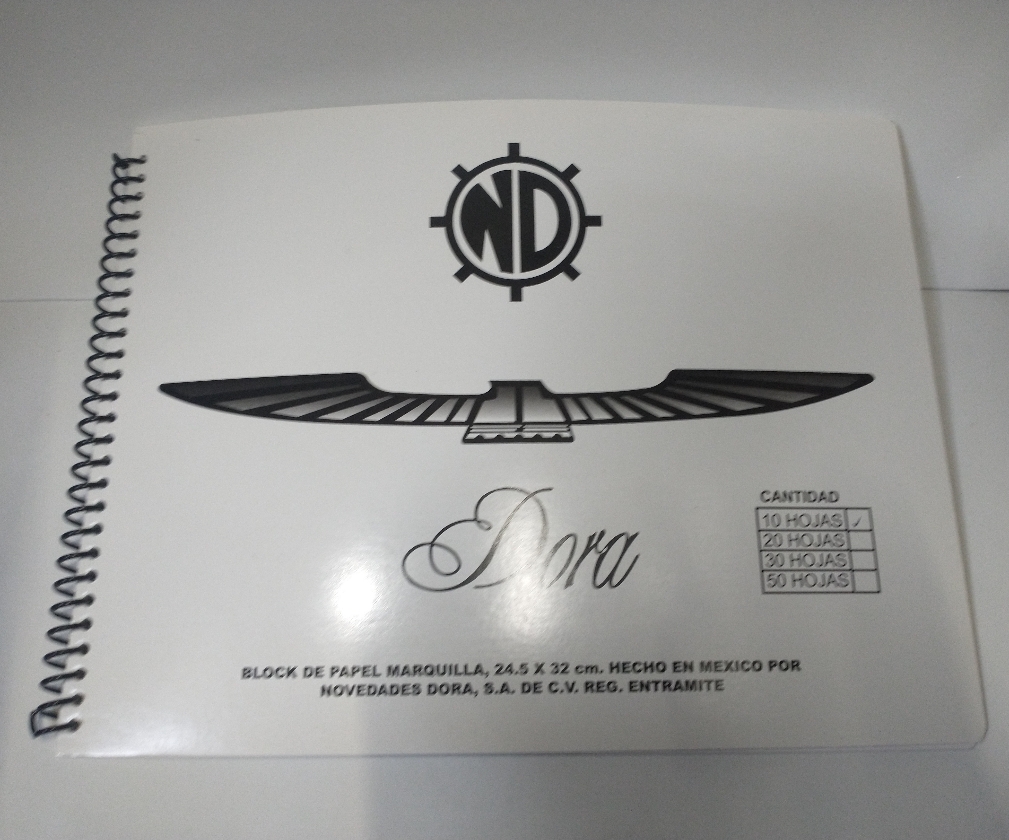 ND
Dora
CANTIDAD
10 HOJAS ✓
20 HOJAS
30 HOJAS
50 HOJAS
BLOCK DE PAPEL MARQUILLA, 24.5 X 32 cm. HECHO EN MEXICO POR
NOVEDADES DORA, S.A. DE C.V. REG. ENTRAMITE